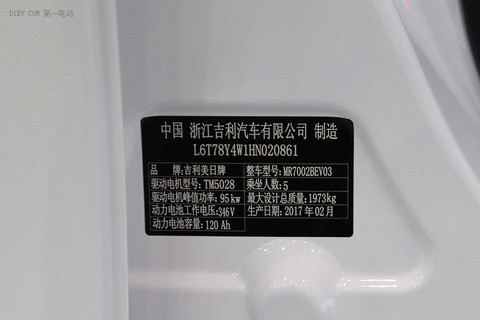 D1EV.COM 第一电动
中国 浙江吉利汽车有限公司 制造
L6T78Y4W1HN020861
品 牌:吉利美日牌 整车型号:MR7002BEV03
驱动电机型号:TM5028 乘坐人数:5
驱动电机峰值功率:95kw 最大设计总质量:1973kg
动力电池工作电压:346V 生产日期:2017年02月
动力电池容量:120Ah